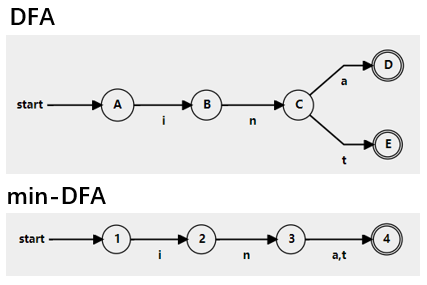 DFA
D
a
start A B C
i n
t E
min-DFA
start 1 2 3 4
i n a,t